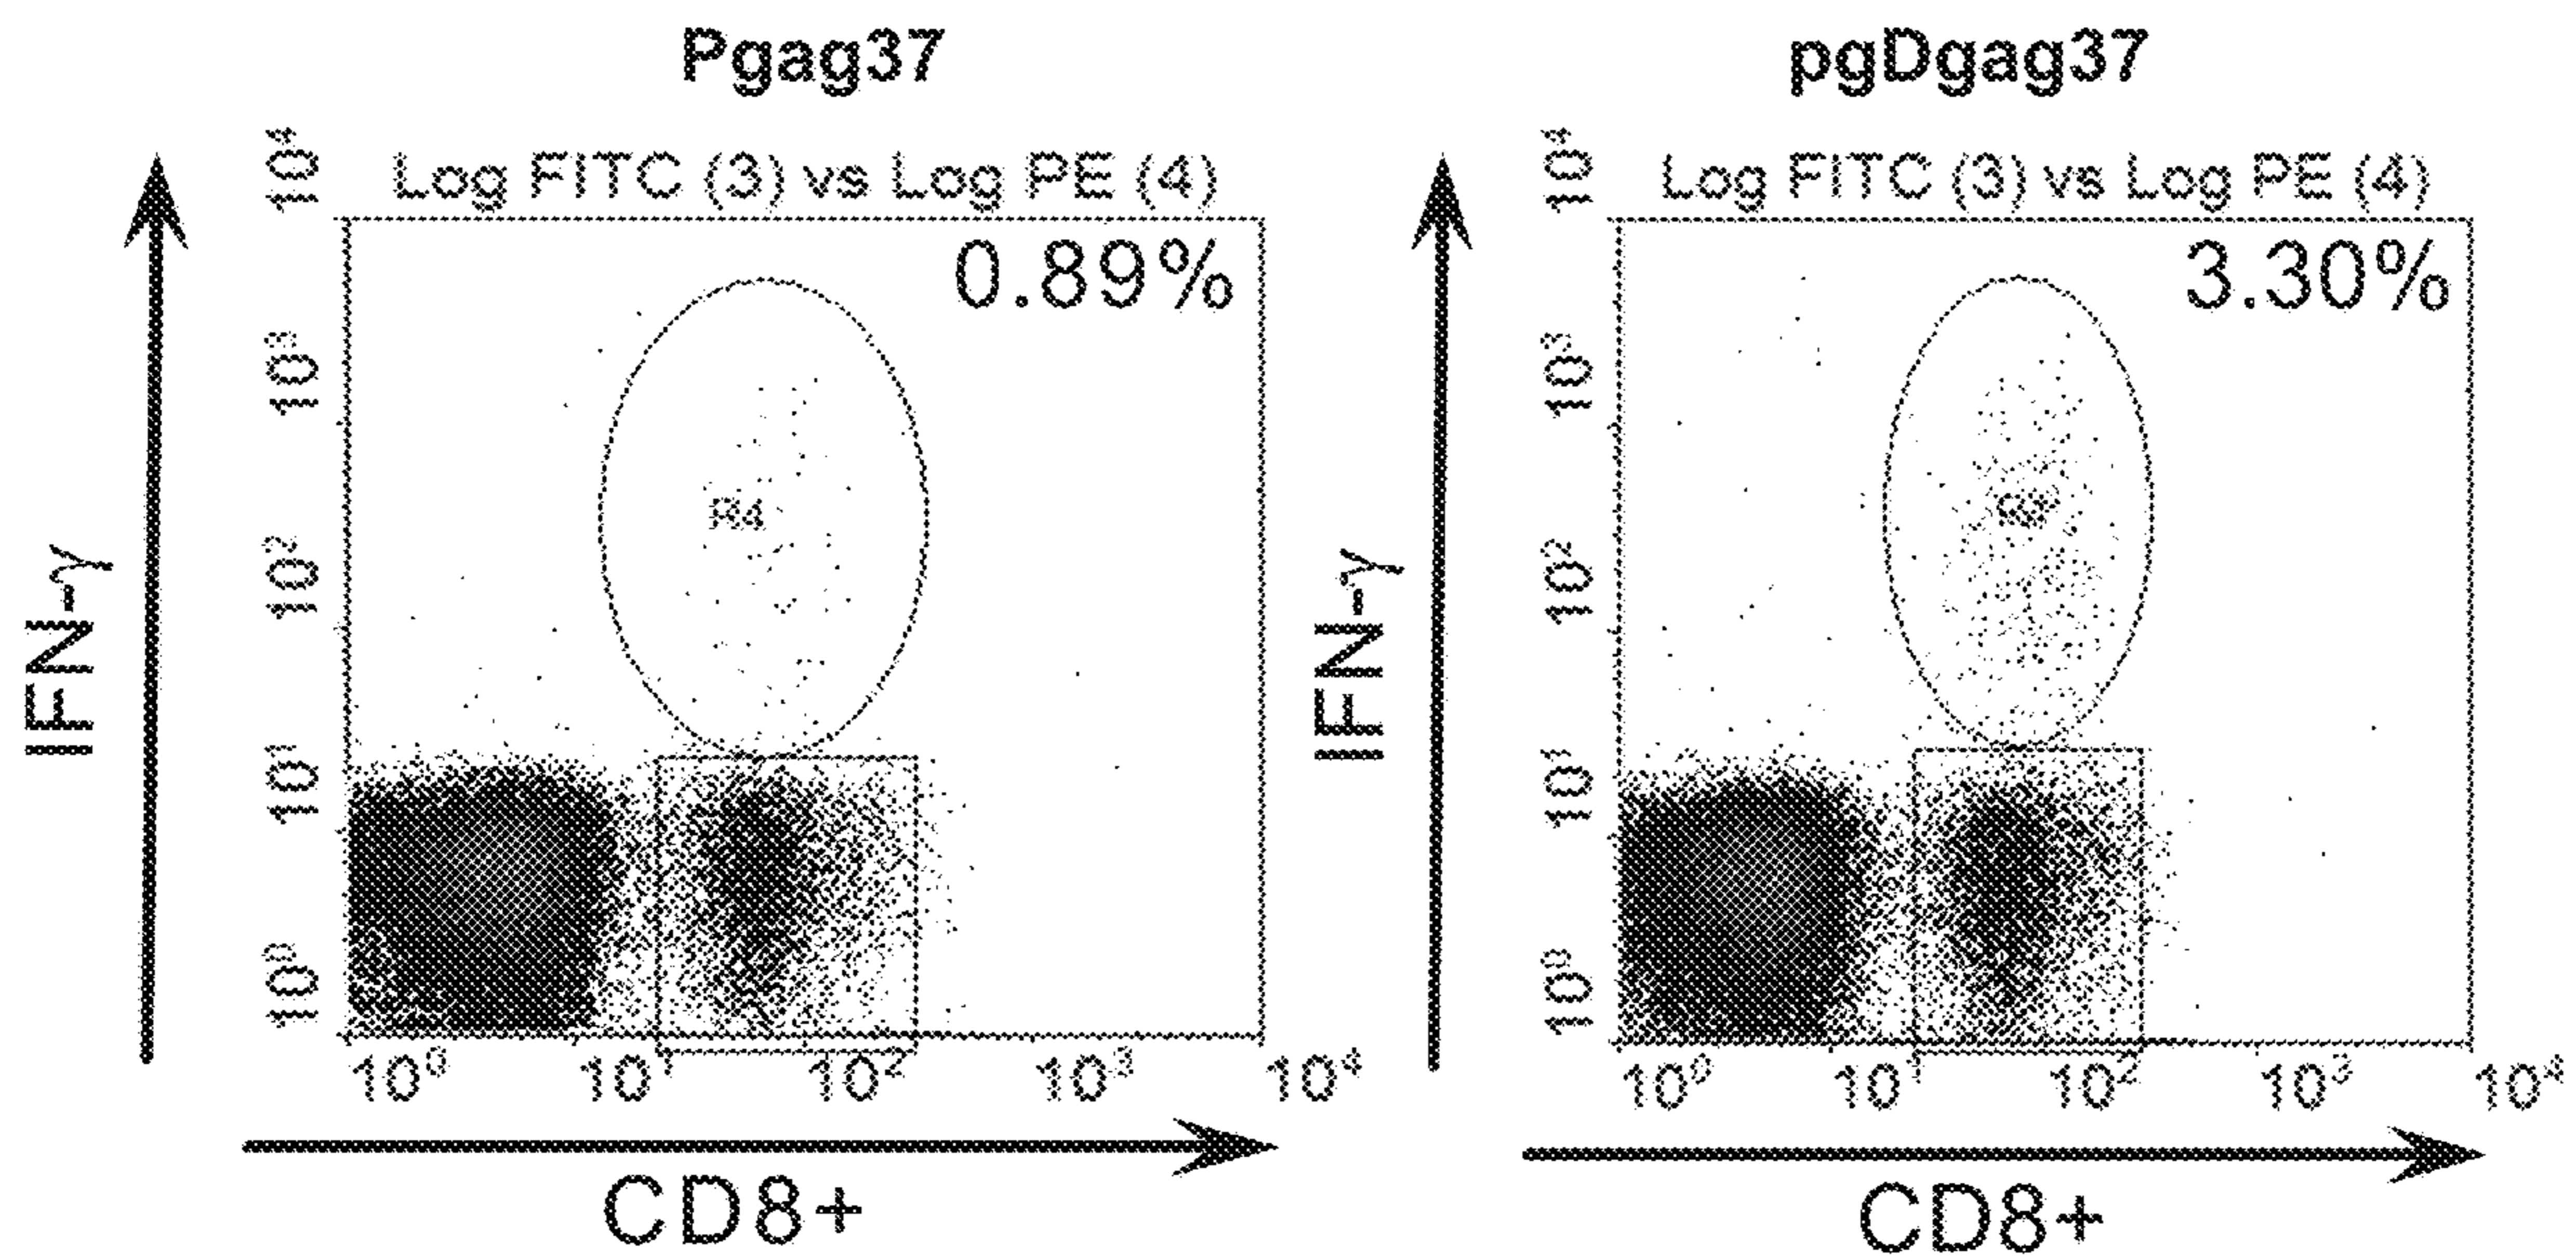 Pgag37
Log FITC (3) vs Log PE (4)
0.89%
10⁴
10³
10²
10¹
10⁰
IFN-γ
R4
10⁰ 10¹ 10² 10³ 10⁴
CD8+
pgDgag37
Log FITC (3) vs Log PE (4)
3.30%
10⁴
10³
10²
10¹
10⁰
IFN-γ
10⁰ 10¹ 10² 10³ 10⁴
CD8+